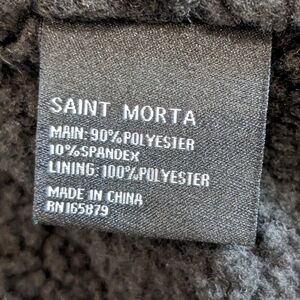 SAINT MORTA
MAIN: 90%POLYESTER
10%SPANDEX
LINING: 100%POLYESTER
MADE IN CHINA
RN165879